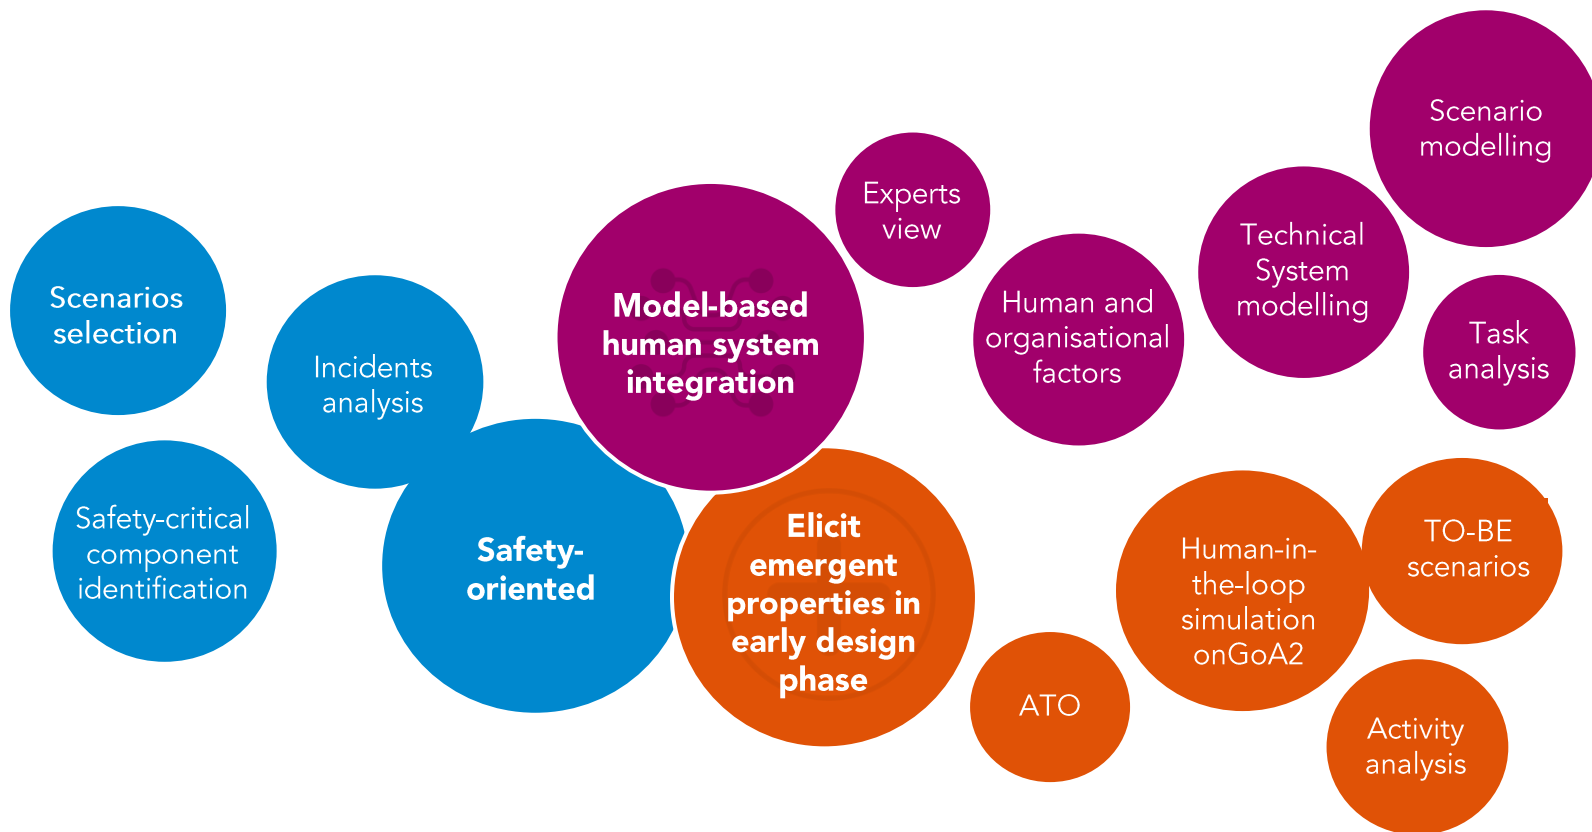 Scenarios
selection
Incidents
analysis
Safety-critical
component
identification
Safety-
oriented
Model-based
human system
integration
Experts
view
Human and
organisational
factors
Technical
System
modelling
Scenario
modelling
Task
analysis
Elicit
emergent
properties in
early design
phase
ATO
Human-in-
the-loop
simulation
onGoA2
TO-BE
scenarios
Activity
analysis